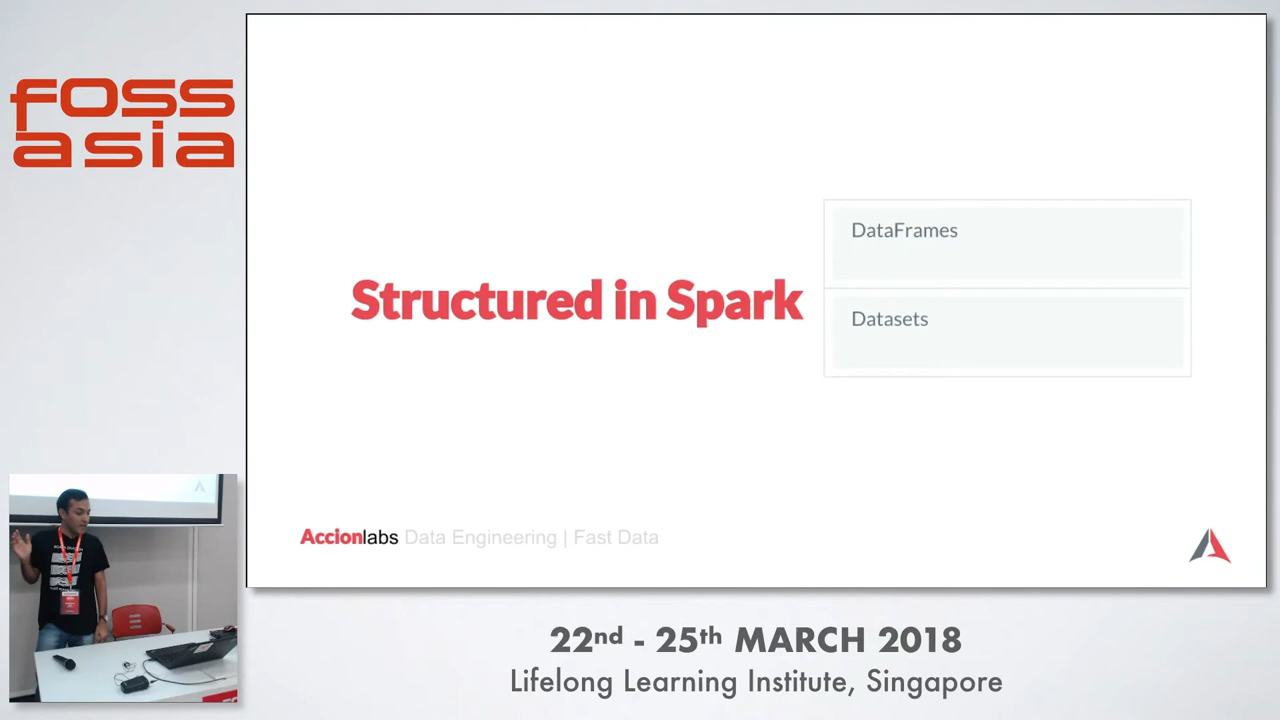 foss
asia
Structured in Spark
DataFrames
Datasets
Accionlabs Data Engineering | Fast Data
22nd - 25th MARCH 2018
Lifelong Learning Institute, Singapore